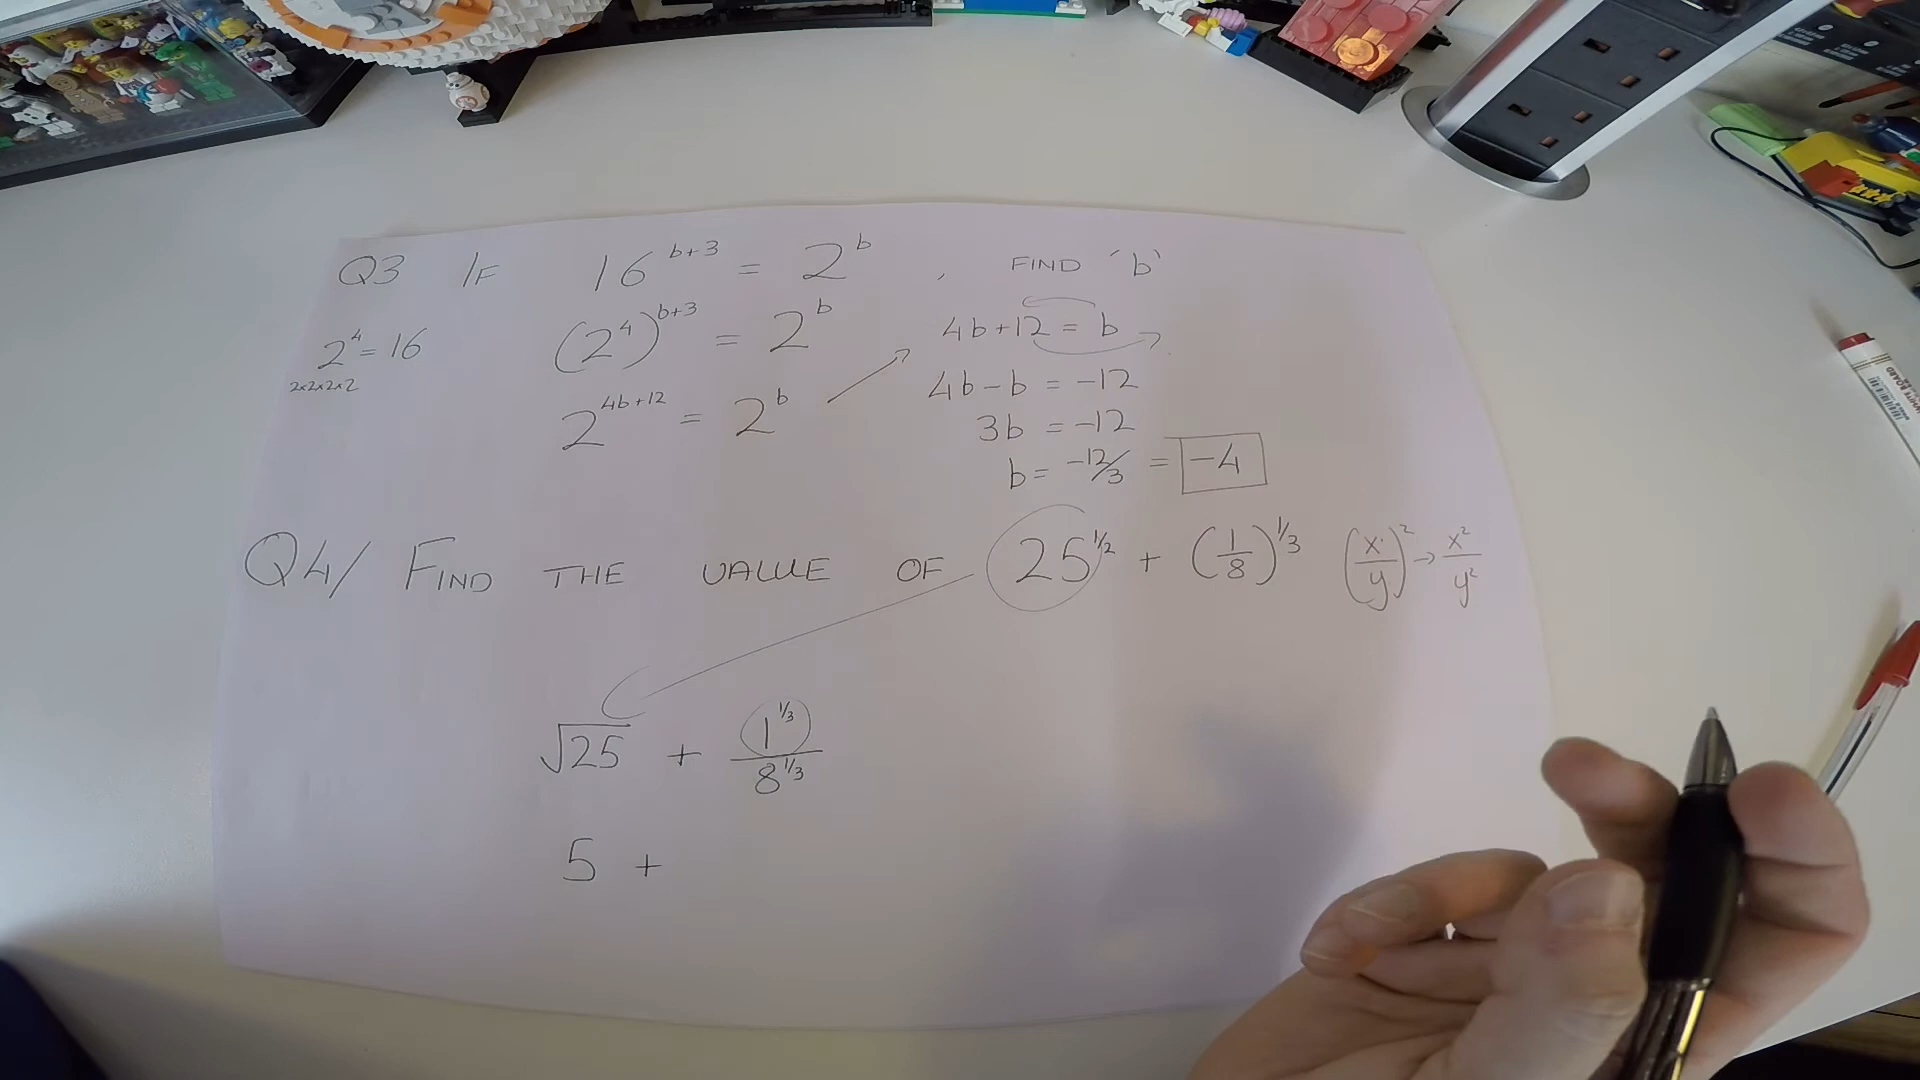 Q3 IF 16^{b+3} = 2^b , FIND 'b'
2^4 = 16
2x2x2x2
(2^4)^{b+3} = 2^b
2^{4b+12} = 2^b
4b+12 = b
4b-b = -12
3b = -12
b = -12/3 = -4
Q4/ FIND THE VALUE OF 25^{1/2} + (1/8)^{1/3} (x/y)^2 → x^2/y^2
√25 + 1^{1/3}/8^{1/3}
5 +